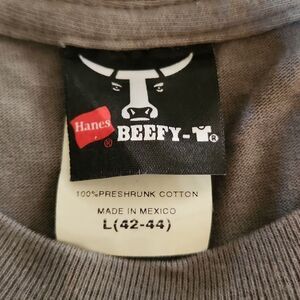 Hanes
® BEEFY-T®
100% PRESHRUNK COTTON
MADE IN MEXICO
L(42-44)